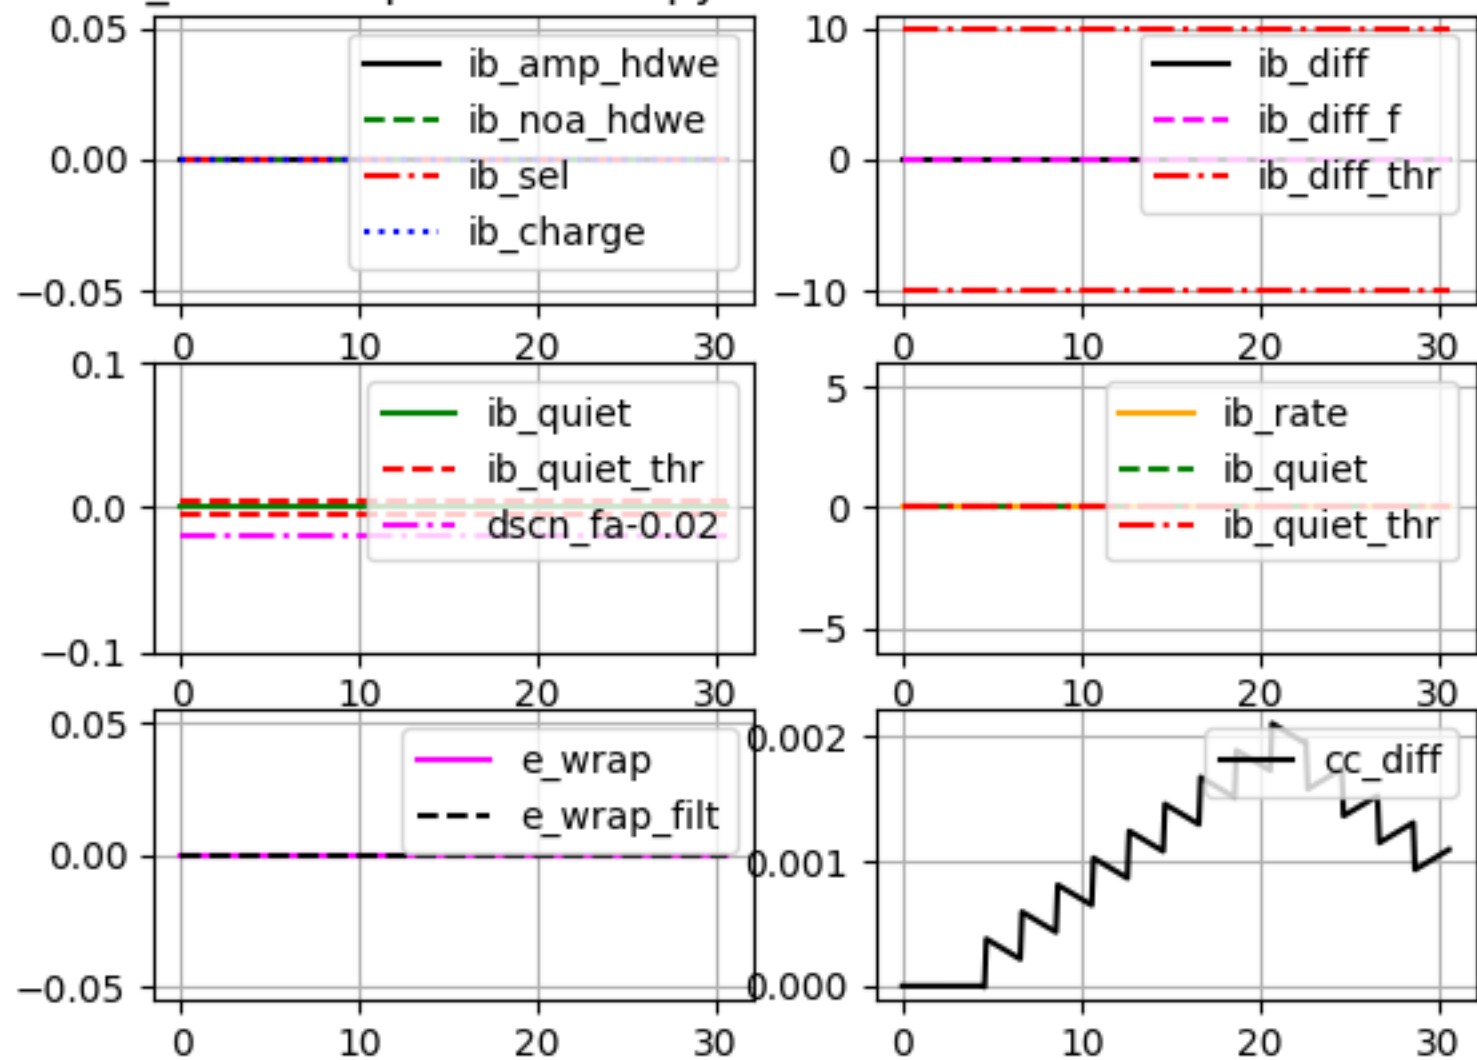 0.05
0.00
−0.05
ib_amp_hdwe
ib_noa_hdwe
ib_sel
ib_charge
0 10 20 30
10
0
−10
ib_diff
ib_diff_f
ib_diff_thr
0 10 20 30
0.1
0.0
−0.1
ib_quiet
ib_quiet_thr
dscn_fa-0.02
0 10 20 30
5
0
−5
ib_rate
ib_quiet
ib_quiet_thr
0 10 20 30
0.05
0.00
−0.05
e_wrap
e_wrap_filt
0 10 20 30
0.002
0.001
0.000
cc_diff
0 10 20 30